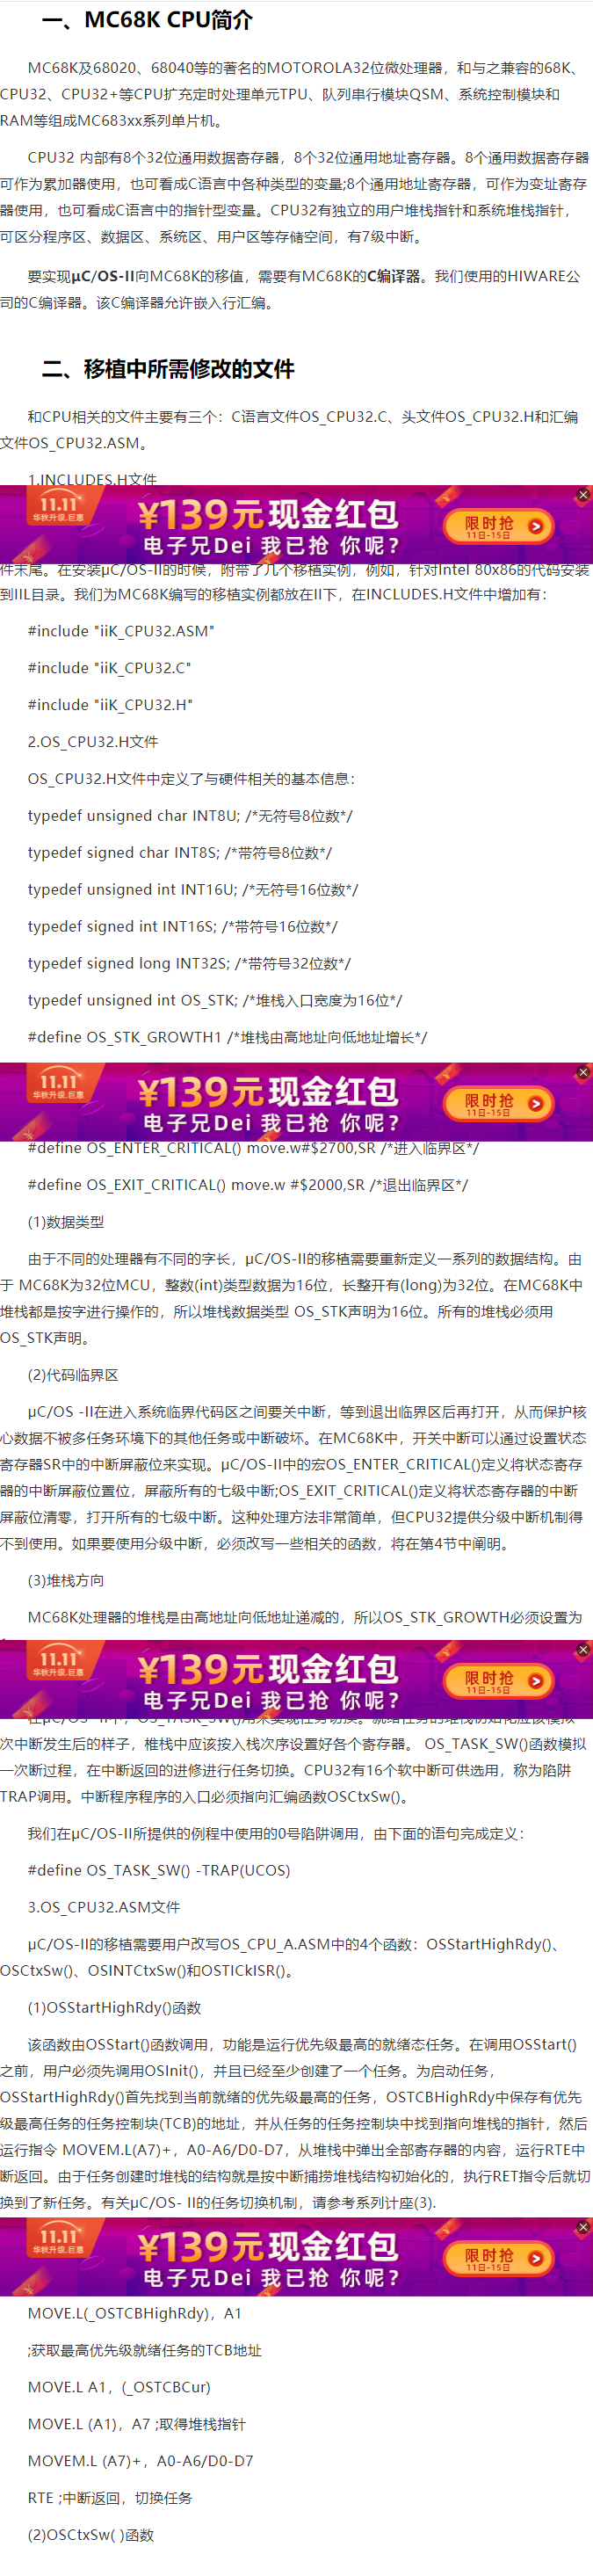 一、MC68K CPU简介
MC68K及68020、68040等的著名的MOTOROLA32位微处理器，和与之兼容的68K、
CPU32、CPU32+等CPU扩充定时处理单元TPU、队列串行模块QSM、系统控制模块和
RAM等组成MC683xx系列单片机。
CPU32 内部有8个32位通用数据寄存器，8个32位通用地址寄存器。8个通用数据寄存器
可作为累加器使用，也可看成C语言中各种类型的变量;8个通用地址寄存器，可作为变址寄存
器使用，也可看成C语言中的指针型变量。CPU32有独立的用户堆栈指针和系统堆栈指针，
可区分程序区、数据区、系统区、用户区等存储空间，有7级中断。
要实现μC/OS-II向MC68K的移值，需要有MC68K的C编译器。我们使用的HIWARE公
司的C编译器。该C编译器允许嵌入行汇编。
二、移植中所需修改的文件
和CPU相关的文件主要有三个：C语言文件OS_CPU32.C、头文件OS_CPU32.H和汇编
文件OS_CPU32.ASM。
1.INCLUDES.H文件
11.11
华秋升级.巨惠
¥139元现金红包
电子兄Dei 我已抢 你呢?
限时抢
11日-15日
件末尾。在安装μC/OS-II的时候，附带了几个移植实例，例如，针对Intel 80x86的代码安装
到IIL目录。我们为MC68K编写的移植实例都放在II下，在INCLUDES.H文件中增加有：
#include "iiK_CPU32.ASM"
#include "iiK_CPU32.C"
#include "iiK_CPU32.H"
2.OS_CPU32.H文件
OS_CPU32.H文件中定义了与硬件相关的基本信息：
typedef unsigned char INT8U; /*无符号8位数*/
typedef signed char INT8S; /*带符号8位数*/
typedef unsigned int INT16U; /*无符号16位数*/
typedef signed int INT16S; /*带符号16位数*/
typedef signed long INT32S; /*带符号32位数*/
typedef unsigned int OS_STK; /*堆栈入口宽度为16位*/
#define OS_STK_GROWTH1 /*堆栈由高地址向低地址增长*/
11.11
华秋升级.巨惠
¥139元现金红包
电子兄Dei 我已抢 你呢?
限时抢
11日-15日
#define OS_ENTER_CRITICAL() move.w#$2700,SR /*进入临界区*/
#define OS_EXIT_CRITICAL() move.w #$2000,SR /*退出临界区*/
(1)数据类型
由于不同的处理器有不同的字长，μC/OS-II的移植需要重新定义一系列的数据结构。由
于 MC68K为32位MCU，整数(int)类型数据为16位，长整开有(long)为32位。在MC68K中
堆栈都是按字进行操作的，所以堆栈数据类型 OS_STK声明为16位。所有的堆栈必须用
OS_STK声明。
(2)代码临界区
μC/OS -II在进入系统临界代码区之间要关中断，等到退出临界区后再打开，从而保护核
心数据不被多任务环境下的其他任务或中断破坏。在MC68K中，开关中断可以通过设置状态
寄存器SR中的中断屏蔽位来实现。μC/OS-II中的宏OS_ENTER_CRITICAL()定义将状态寄存
器的中断屏蔽位置位，屏蔽所有的七级中断;OS_EXIT_CRITICAL()定义将状态寄存器的中断
屏蔽位清零，打开所有的七级中断。这种处理方法非常简单，但CPU32提供分级中断机制得
不到使用。如果要使用分级中断，必须改写一些相关的函数，将在第4节中阐明。
(3)堆栈方向
MC68K处理器的堆栈是由高地址向低地址递减的，所以OS_STK_GROWTH必须设置为
11.11
华秋升级.巨惠
¥139元现金红包
电子兄Dei 我已抢 你呢?
限时抢
11日-15日
在μC/OS-II中，OS_TASK_SW()用来实现任务切换。就绪任务的堆栈初始化应该模拟
次中断发生后的样子，椎栈中应该按入栈次序设置好各个寄存器。 OS_TASK_SW()函数模拟
一次断过程，在中断返回的进修进行任务切换。CPU32有16个软中断可供选用，称为陷阱
TRAP调用。中断程序程序的入口必须指向汇编函数OSCtxSw()。
我们在μC/OS-II所提供的例程中使用的0号陷阱调用，由下面的语句完成定义：
#define OS_TASK_SW() -TRAP(UCOS)
3.OS_CPU32.ASM文件
μC/OS-II的移植需要用户改写OS_CPU_A.ASM中的4个函数：OSStartHighRdy()、
OSCtxSw()、OSINTCtxSw()和OSTICkISR()。
(1)OSStartHighRdy()函数
该函数由OSStart()函数调用，功能是运行优先级最高的就绪态任务。在调用OSStart()
之前，用户必须先调用OSInit()，并且已经至少创建了一个任务。为启动任务，
OSStartHighRdy()首先找到当前就绪的优先级最高的任务，OSTCBHighRdy中保存有优先
级最高任务的任务控制块(TCB)的地址，并从任务的任务控制块中找到指向堆栈的指针，然后
运行指令 MOVEM.L(A7)+，A0-A6/D0-D7，从堆栈中弹出全部寄存器的内容，运行RTE中
断返回。由于任务创建时堆栈的结构就是按中断捕捞堆栈结构初始化的，执行RET指令后就切
换到了新任务。有关μC/OS- II的任务切换机制，请参考系列计座(3).
11.11
华秋升级.巨惠
¥139元现金红包
电子兄Dei 我已抢 你呢?
限时抢
11日-15日
MOVE.L(_OSTCBHighRdy)，A1
;获取最高优先级就绪任务的TCB地址
MOVE.L A1，(_OSTCBCur)
MOVE.L (A1)，A7 ;取得堆栈指针
MOVEM.L (A7)+，A0-A6/D0-D7
RTE ;中断返回，切换任务
(2)OSCtxSw( )函数